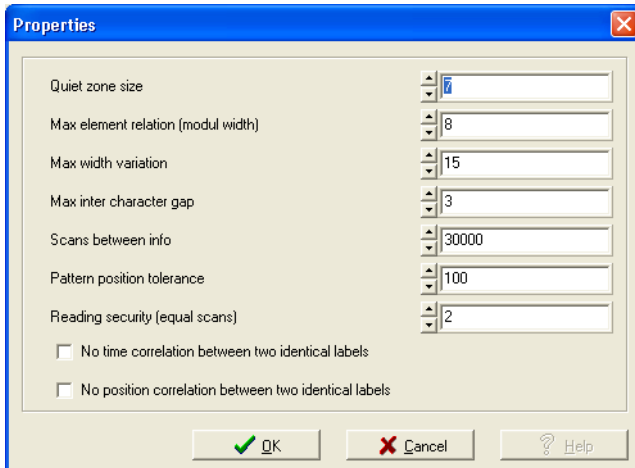 Properties
Quiet zone size 7
Max element relation (modul width) 8
Max width variation 15
Max inter character gap 3
Scans between info 30000
Pattern position tolerance 100
Reading security (equal scans) 2
No time correlation between two identical labels
No position correlation between two identical labels
OK Cancel ? Help